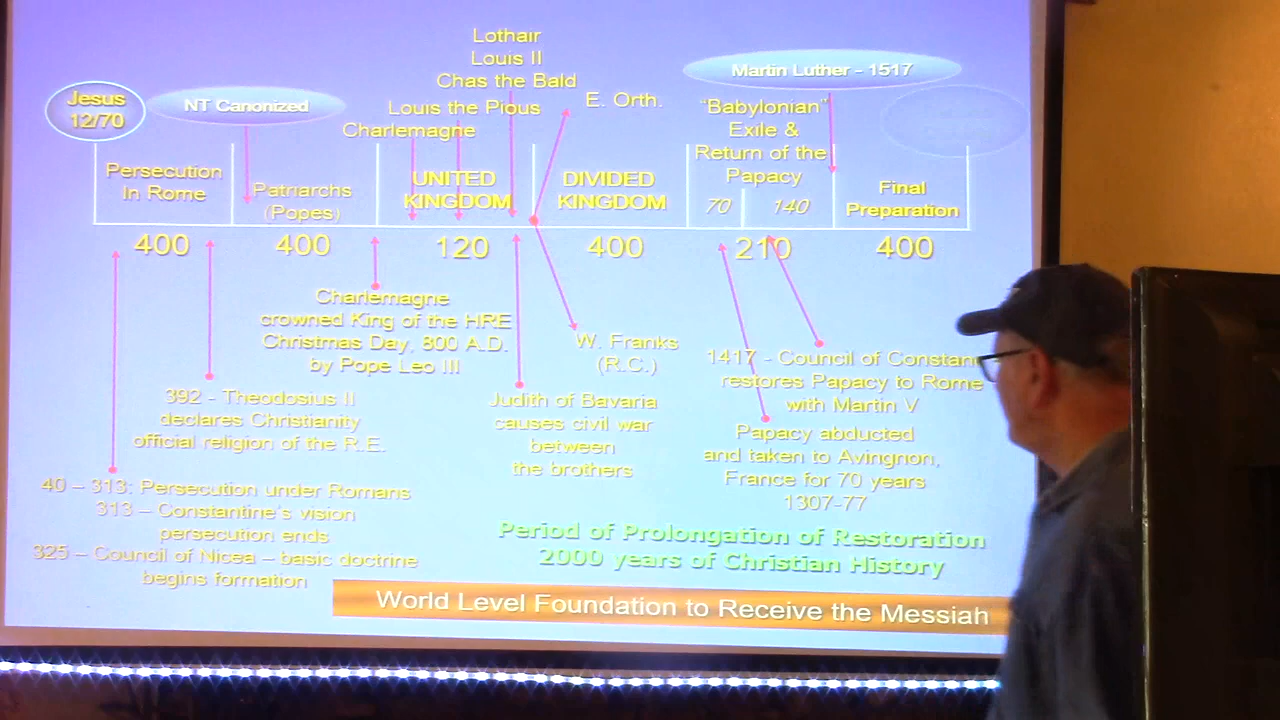 Lothair
Louis II
Chas the Bald
Louis the Pious
Charlemagne
Jesus
12/70
NT Canonized
E. Orth.
Martin Luther - 1517
"Babylonian"
Exile &
Return of the
Papacy
Persecution
In Rome
Patriarchs
(Popes)
UNITED
KINGDOM
DIVIDED
KINGDOM
70
140
Final
Preparation
400
400
120
400
210
400
Charlemagne
crowned King of the HRE
Christmas Day, 800 A.D.
by Pope Leo III
W. Franks
(R.C.)
1417 - Council of Constan
restores Papacy to Rome
with Martin V
392 - Theodosius II
declares Christianity
official religion of the R.E.
Judith of Bavaria
causes civil war
between
the brothers
Papacy abducted
and taken to Avingnon,
France for 70 years
1307-77
40 – 313: Persecution under Romans
313 – Constantine's vision
persecution ends
325 – Council of Nicea – basic doctrine
begins formation
Period of Prolongation of Restoration
2000 years of Christian History
World Level Foundation to Receive the Messiah